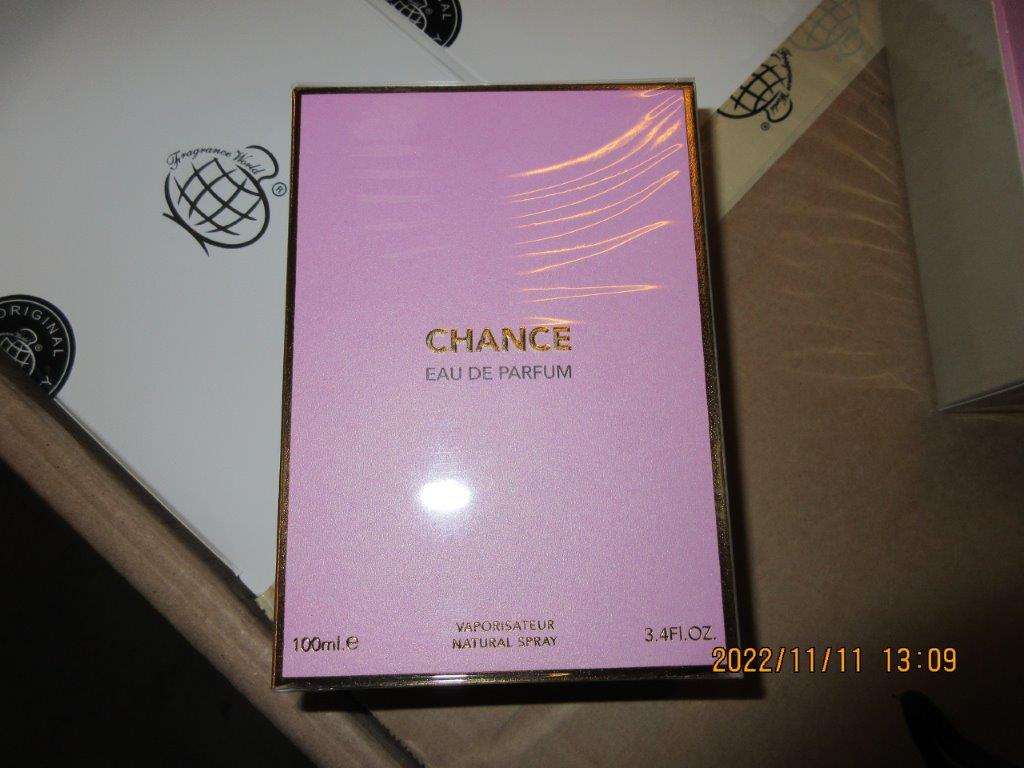 Fragrance World
®
ORIGINAL
CHANCE
EAU DE PARFUM
VAPORISATEUR
NATURAL SPRAY
100ml.e
3.4Fl.OZ.
2022/11/11 13:09